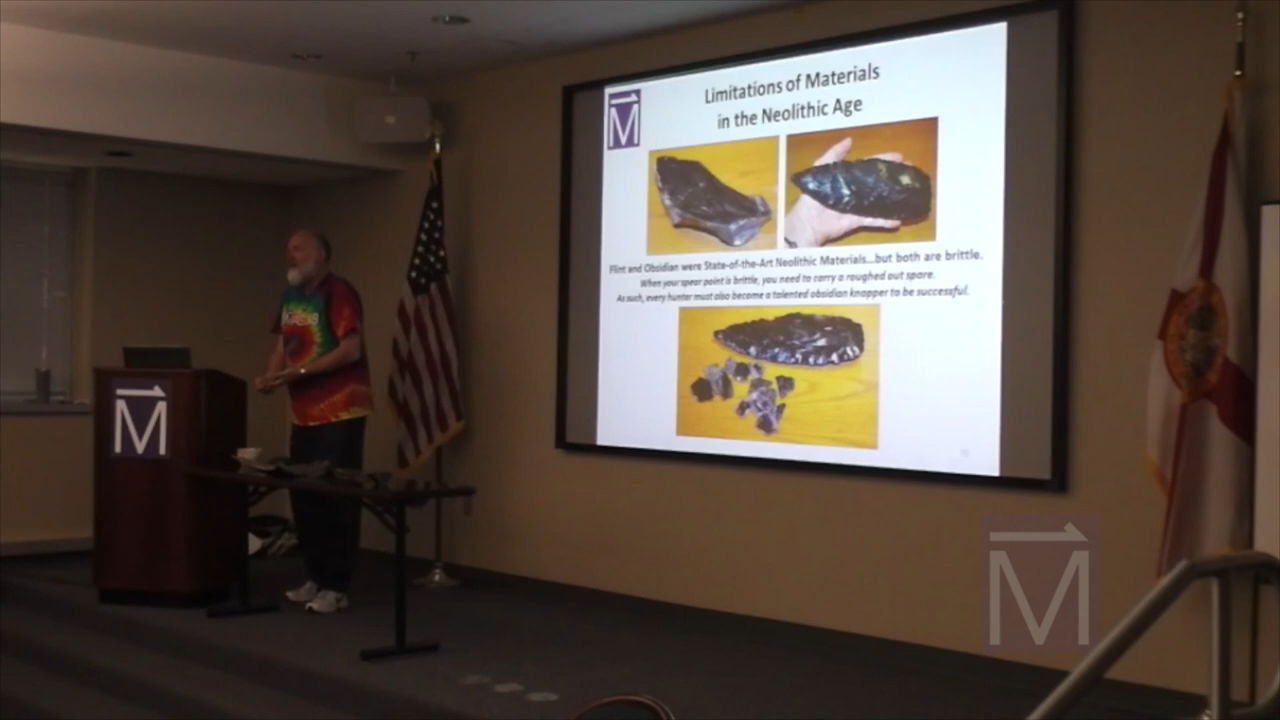 M
Limitations of Materials
in the Neolithic Age
Flint and Obsidian were State-of-the-Art Neolithic Materials...but both are brittle.
When your spear point is brittle, you need to carry a roughed out spare.
As such, every hunter must also become a talented obsidian knapper to be successful.
M
M